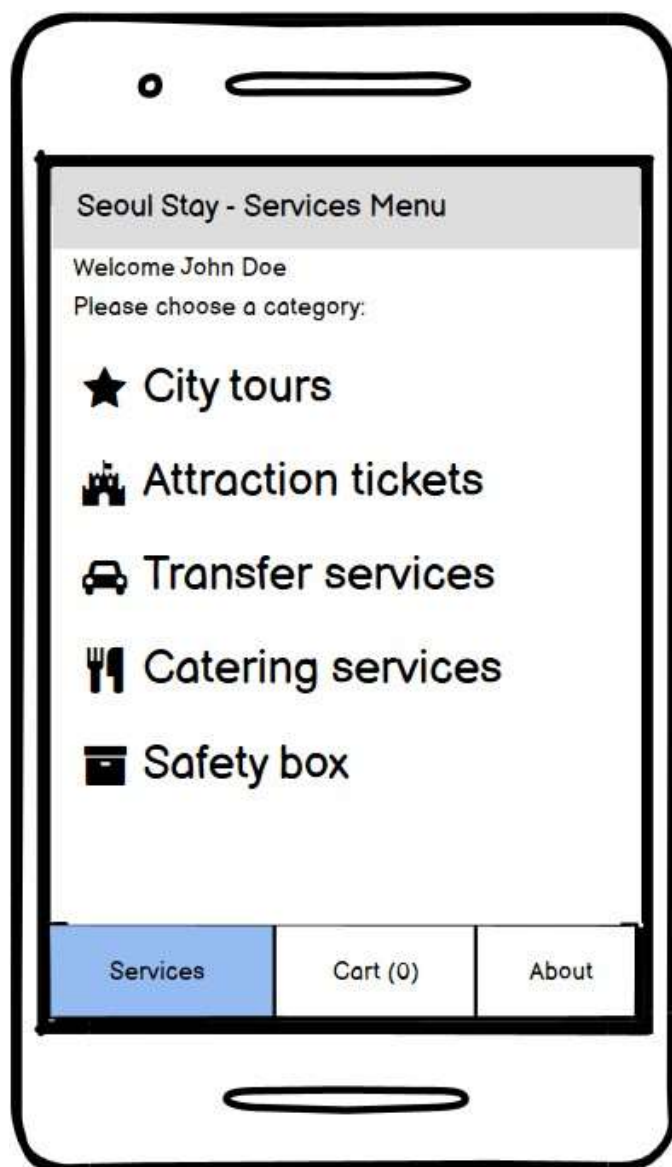 Seoul Stay - Services Menu
Welcome John Doe
Please choose a category:
City tours
Attraction tickets
Transfer services
Catering services
Safety box
Services
Cart (0)
About